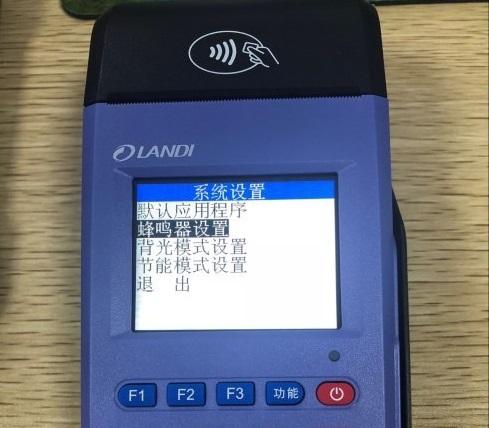 LANDI
系统设置
默认应用程序
蜂鸣器设置
背光模式设置
节能模式设置
退 出
F1 F2 F3 功能